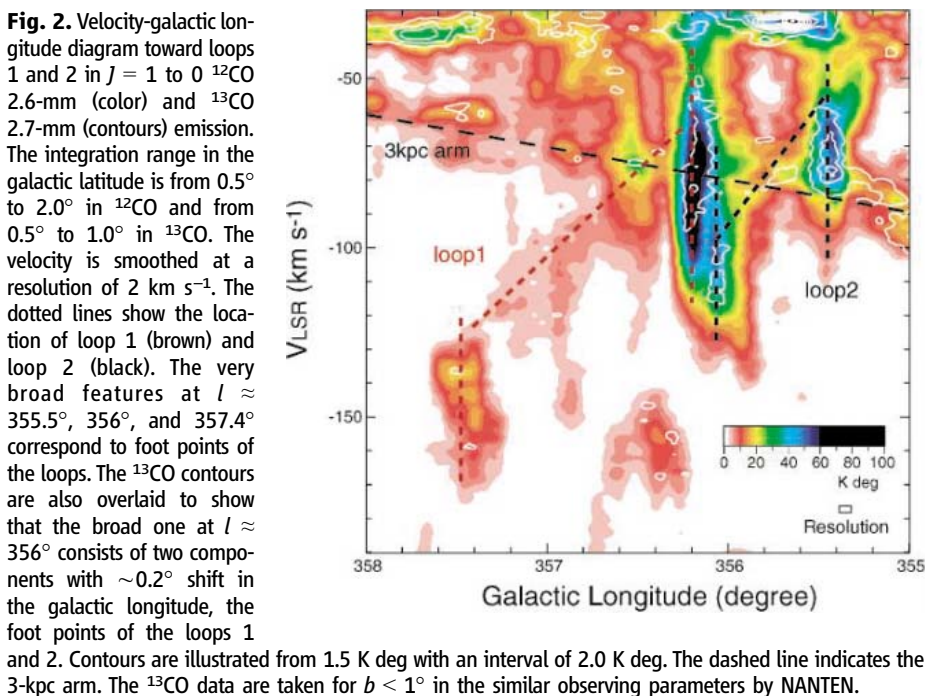 Fig. 2. Velocity-galactic lon-
gitude diagram toward loops
1 and 2 in J = 1 to 0 ¹²CO
2.6-mm (color) and ¹³CO
2.7-mm (contours) emission.
The integration range in the
galactic latitude is from 0.5°
to 2.0° in ¹²CO and from
0.5° to 1.0° in ¹³CO. The
velocity is smoothed at a
resolution of 2 km s⁻¹. The
dotted lines show the loca-
tion of loop 1 (brown) and
loop 2 (black). The very
broad features at l ≈
355.5°, 356°, and 357.4°
correspond to foot points of
the loops. The ¹³CO contours
are also overlaid to show
that the broad one at l ≈
356° consists of two compo-
nents with ~0.2° shift in
the galactic longitude, the
foot points of the loops 1
and 2. Contours are illustrated from 1.5 K deg with an interval of 2.0 K deg. The dashed line indicates the
3-kpc arm. The ¹³CO data are taken for b < 1° in the similar observing parameters by NANTEN.
-50
3kpc arm
VLSR (km s⁻¹)
-100
loop1
loop2
-150
0 20 40 60 80 100
K deg
Resolution
358 357 356 355
Galactic Longitude (degree)